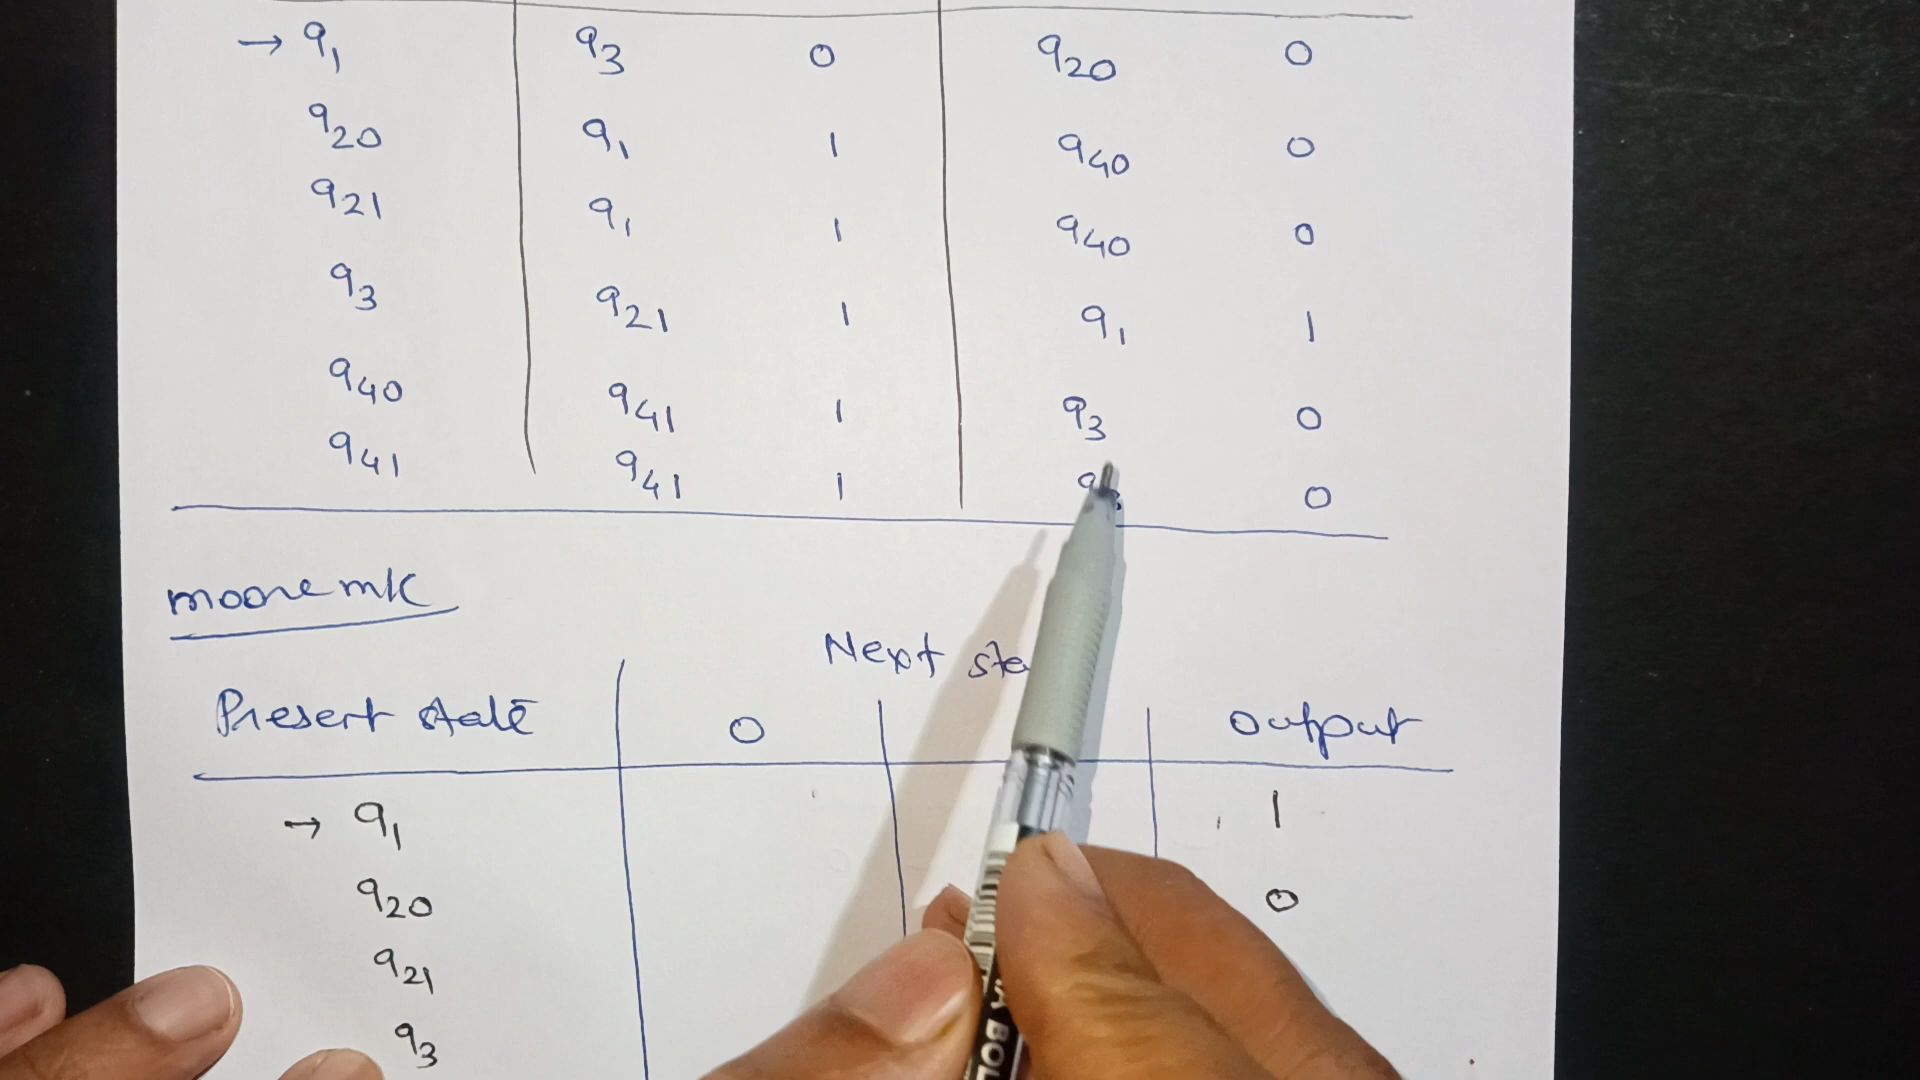 → q1 q3 0 q20 0
q20 q1 1 q40 0
q21 q1 1 q40 0
q3 q21 1 q1 1
q40 q41 1 q3 0
q41 q41 1 0
moore m/c
Next
Present state 0 output
→ q1 1
q20 0
q21
q3